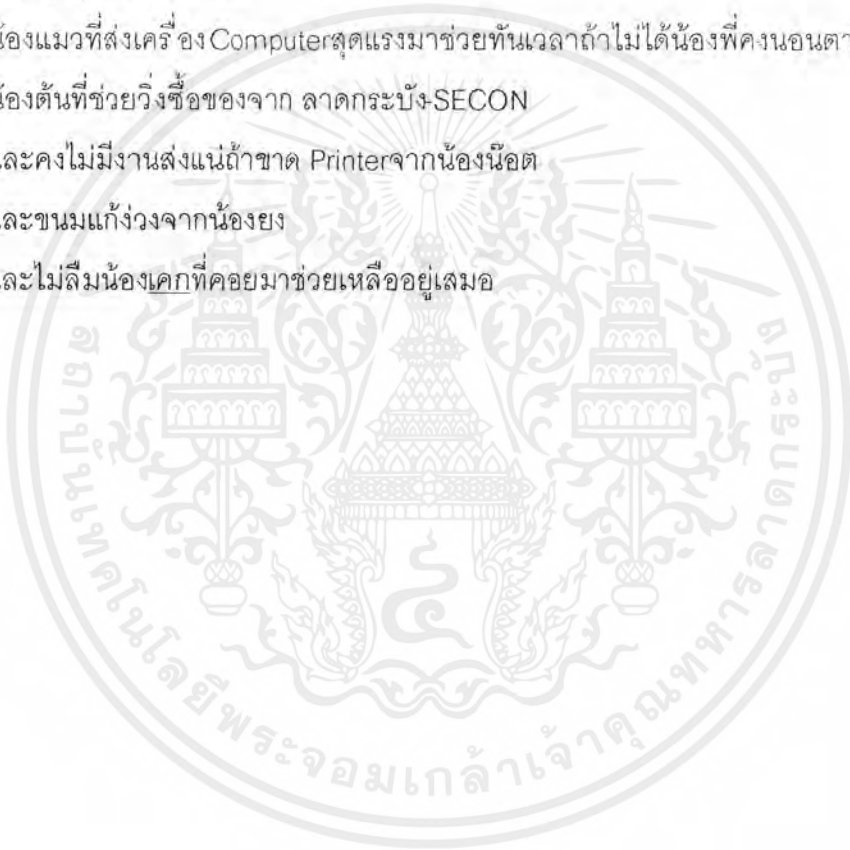 น้องแมวที่ส่งเครื่องComputerสุดแรงมาช่วยทันเวลาถ้าไม่ได้น้องพี่คงนอนตา
น้องต้นที่ช่วยวิ่งซื้อของจาก ลาดกระบัง-SECON
และคงไม่มีงานส่งแน่ถ้าขาด Printerจากน้องน๊อต
และขนมแก้ง่วงจากน้องยง
และไม่ลืมน้องเคกที่คอยมาช่วยเหลืออยู่เสมอ
สถาบันเทคโนโลยีพระจอมเกล้าเจ้าคุณทหารลาดกระบัง